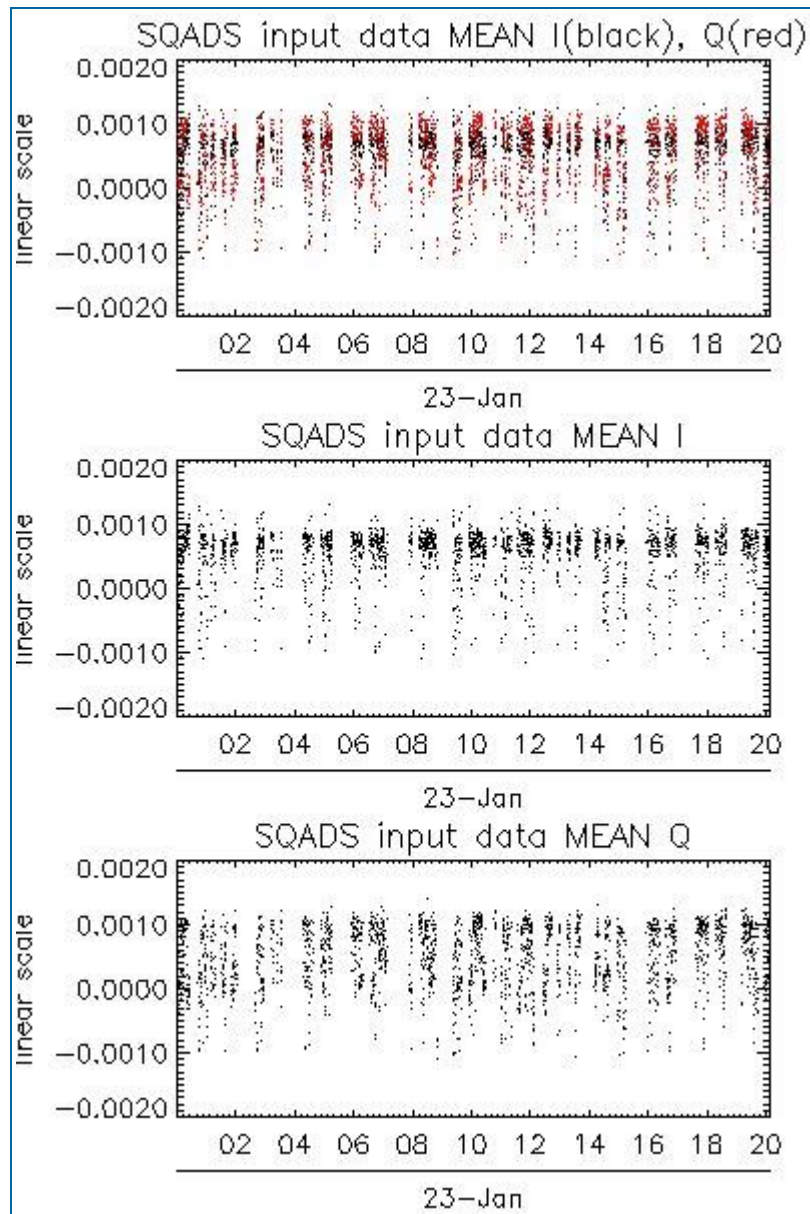 SQADS input data MEAN I(black), Q(red)
0.0020
0.0010
0.0000
−0.0010
−0.0020
linear scale
02 04 06 08 10 12 14 16 18 20
23−Jan
SQADS input data MEAN I
0.0020
0.0010
0.0000
−0.0010
−0.0020
linear scale
02 04 06 08 10 12 14 16 18 20
23−Jan
SQADS input data MEAN Q
0.0020
0.0010
0.0000
−0.0010
−0.0020
linear scale
02 04 06 08 10 12 14 16 18 20
23−Jan